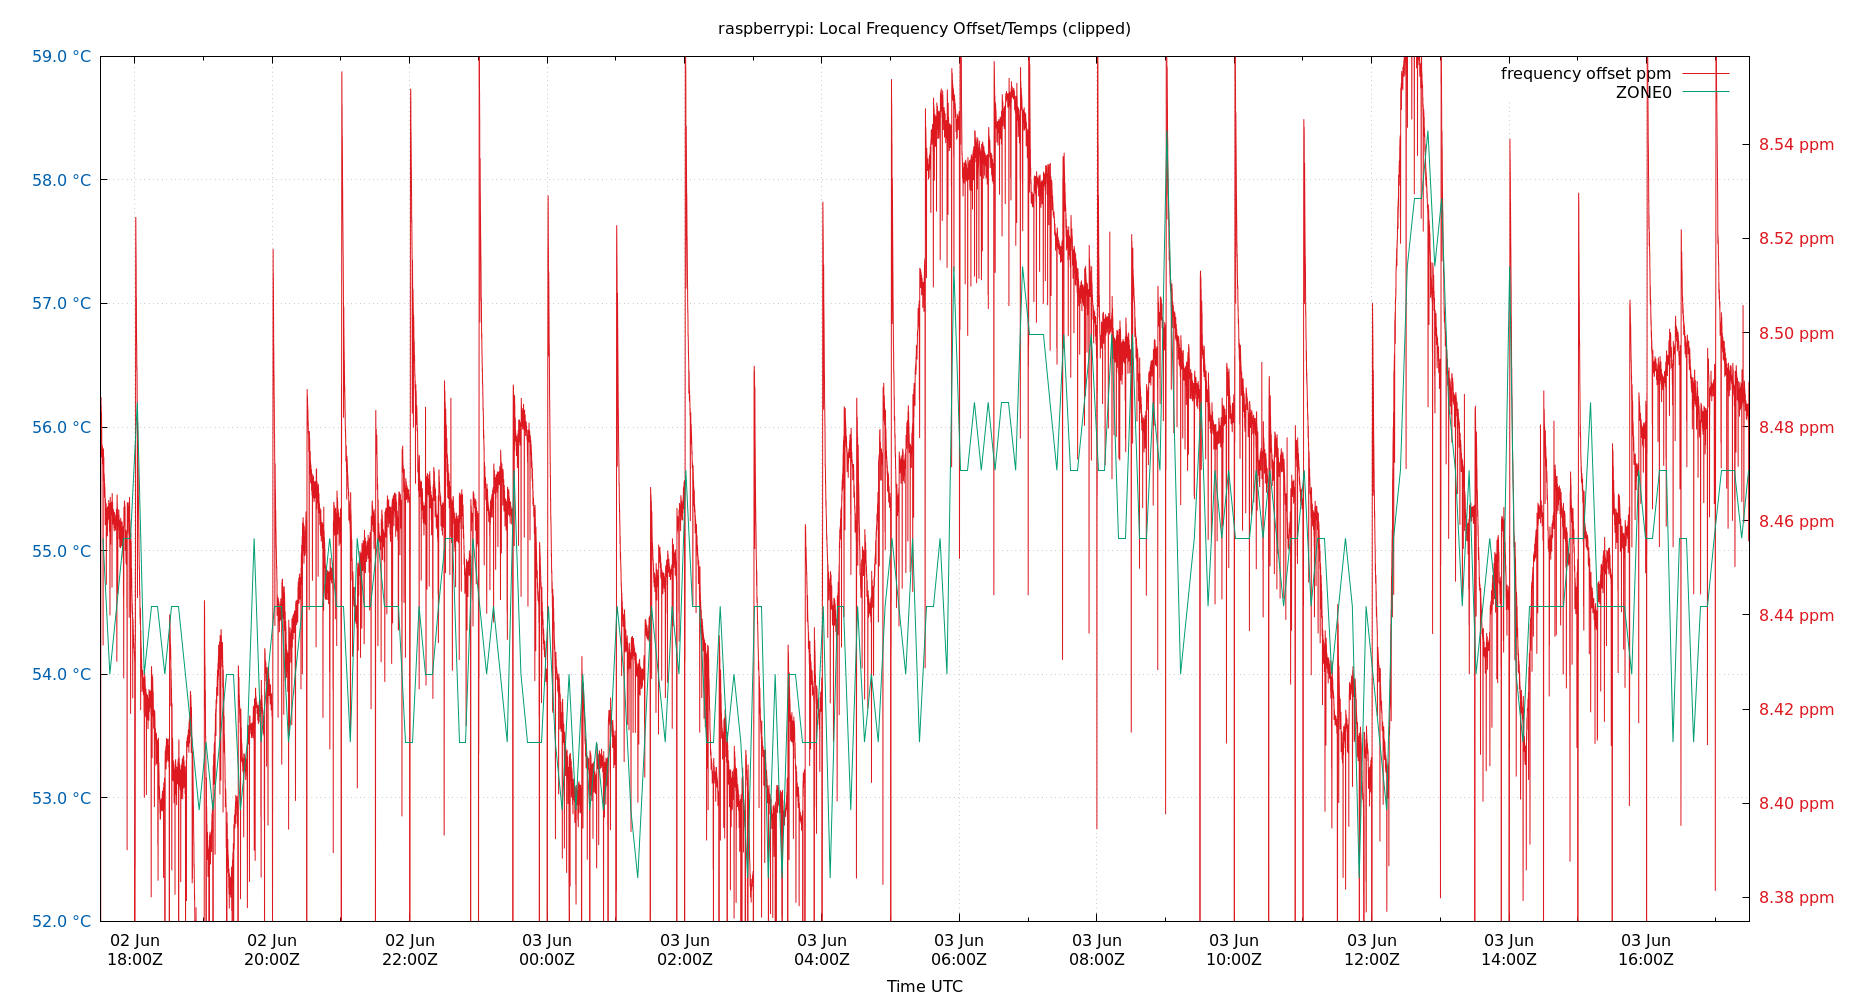 raspberrypi: Local Frequency Offset/Temps (clipped)
frequency offset ppm
ZONE0
59.0 °C
58.0 °C
57.0 °C
56.0 °C
55.0 °C
54.0 °C
53.0 °C
52.0 °C
8.54 ppm
8.52 ppm
8.50 ppm
8.48 ppm
8.46 ppm
8.44 ppm
8.42 ppm
8.40 ppm
8.38 ppm
02 Jun 02 Jun 02 Jun 03 Jun 03 Jun 03 Jun 03 Jun 03 Jun 03 Jun 03 Jun 03 Jun 03 Jun
18:00Z 20:00Z 22:00Z 00:00Z 02:00Z 04:00Z 06:00Z 08:00Z 10:00Z 12:00Z 14:00Z 16:00Z
Time UTC